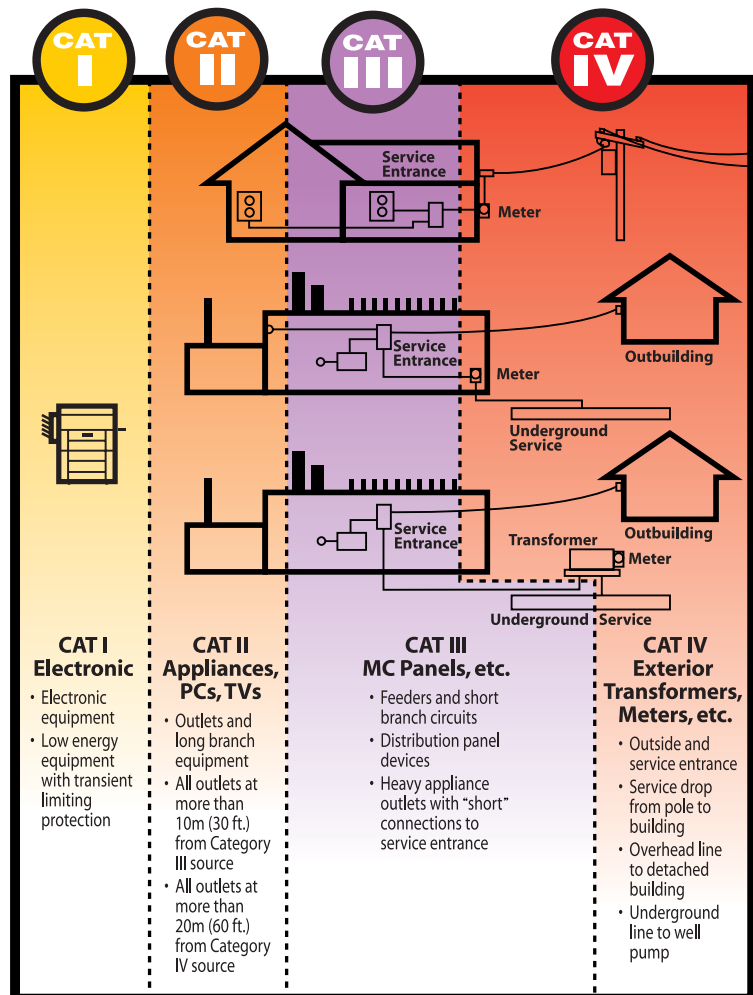 CAT
I
CAT
II
CAT
III
CAT
IV
Service
Entrance
Meter
Service
Entrance
Meter
Outbuilding
Underground
Service
Service
Entrance
Outbuilding
Transformer
Meter
Underground Service
CAT I
Electronic
• Electronic
equipment
• Low energy
equipment
with transient
limiting
protection
CAT II
Appliances,
PCs, TVs
• Outlets and
long branch
equipment
• All outlets at
more than
10m (30 ft.)
from Category
III source
• All outlets at
more than
20m (60 ft.)
from Category
IV source
CAT III
MC Panels, etc.
• Feeders and short
branch circuits
• Distribution panel
devices
• Heavy appliance
outlets with “short”
connections to
service entrance
CAT IV
Exterior
Transformers,
Meters, etc.
• Outside and
service entrance
• Service drop
from pole to
building
• Overhead line
to detached
building
• Underground
line to well
pump